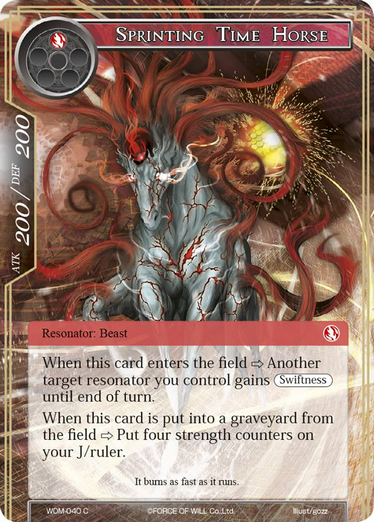 Sprinting Time Horse
ATK 200 / DEF 200
Resonator: Beast
When this card enters the field ⇨ Another
target resonator you control gains Swiftness
until end of turn.
When this card is put into a graveyard from
the field ⇨ Put four strength counters on
your J/ruler.
It burns as fast as it runs.
WOM-040 C ©FORCE OF WILL Co.,Ltd. Illust/gozz